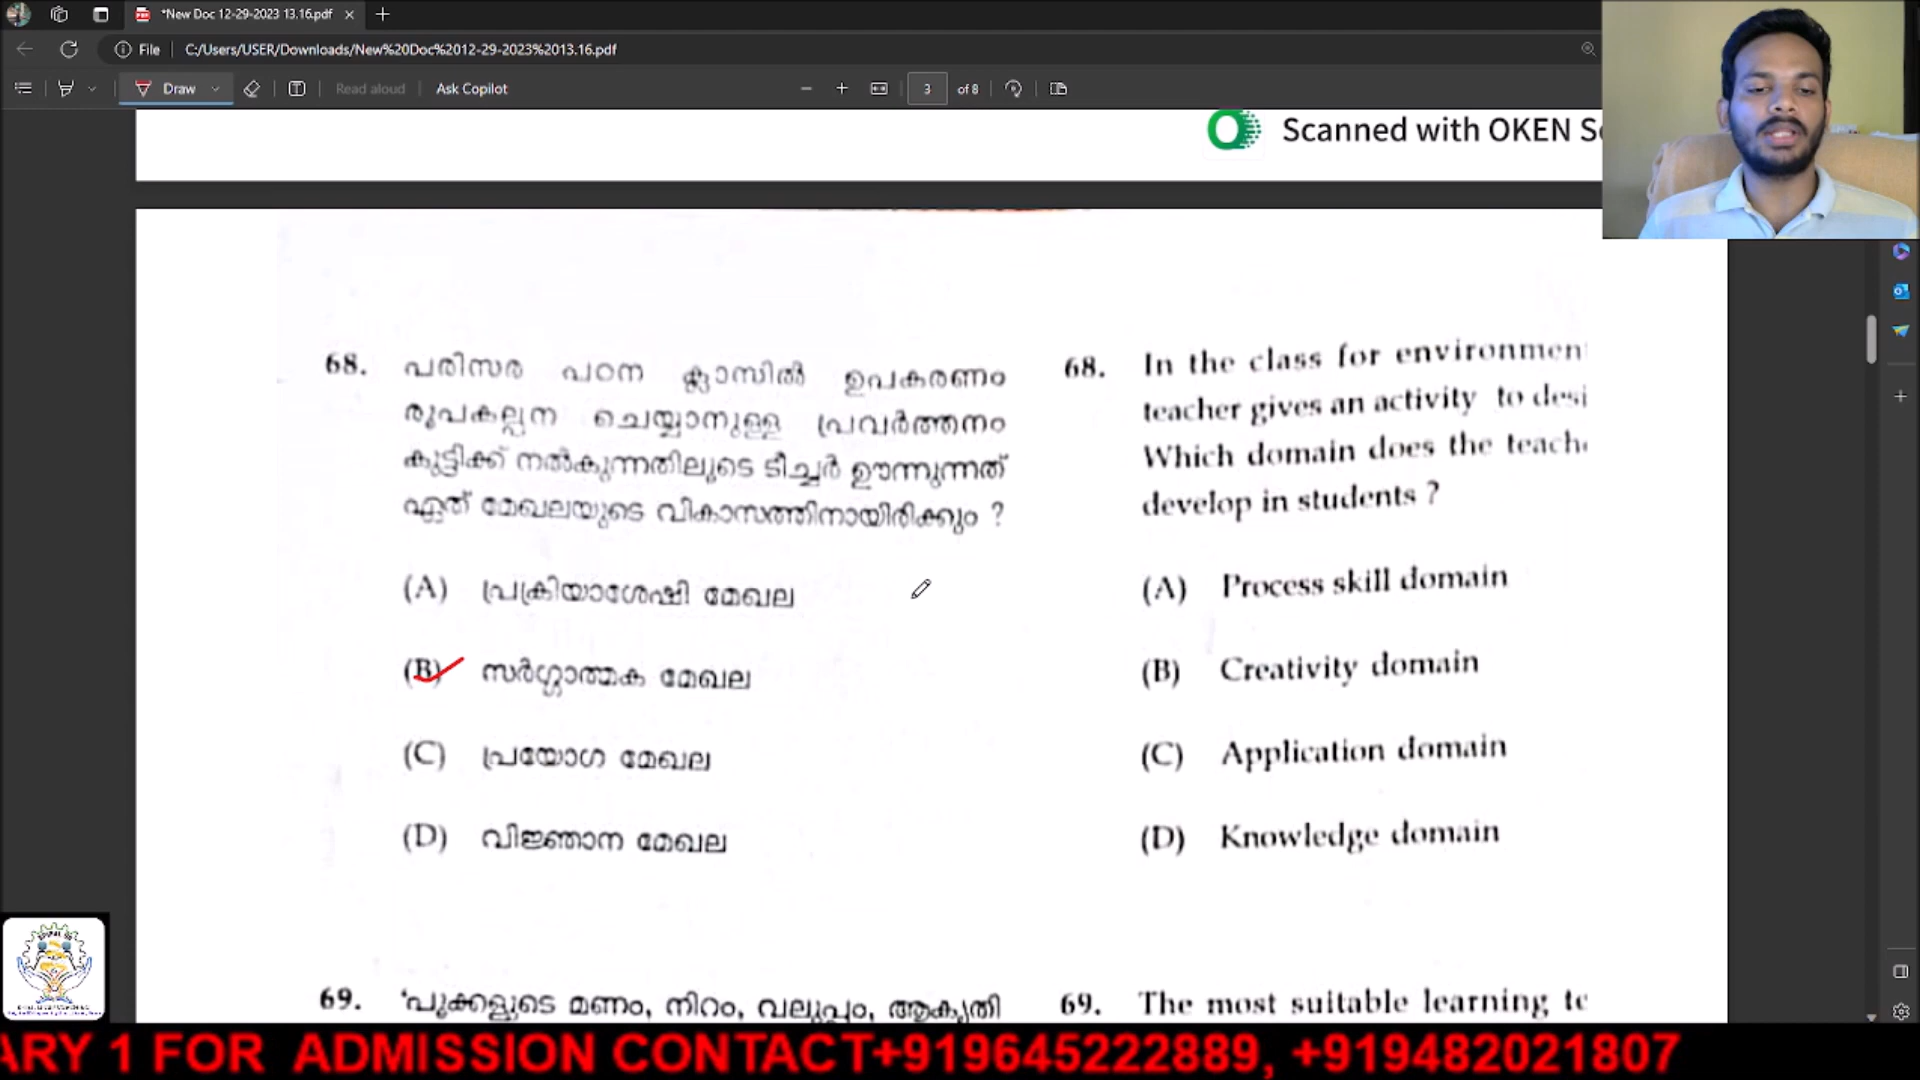 *New Doc 12-29-2023 13.16.pdf
File C:/Users/USER/Downloads/New%20Doc%2012-29-2023%2013.16.pdf
Draw Read aloud Ask Copilot 3 of 8
Scanned with OKEN S
68. പരിസര പഠന ക്ലാസിൽ ഉപകരണം
രൂപകല്പന ചെയ്യാനുള്ള പ്രവർത്തനം
കുട്ടിക്ക് നൽകുന്നതിലൂടെ ടീച്ചർ ഊന്നുന്നത്
ഏത് മേഖലയുടെ വികാസത്തിനായിരിക്കും ?
(A) പ്രക്രിയാശേഷി മേഖല
(B) സർഗ്ഗാത്മക മേഖല
(C) പ്രയോഗ മേഖല
(D) വിജ്ഞാന മേഖല
69. 'പൂക്കളുടെ മണം, നിറം, വലുപ്പം, ആകൃതി
68. In the class for environmen
teacher gives an activity to desi
Which domain does the teach
develop in students ?
(A) Process skill domain
(B) Creativity domain
(C) Application domain
(D) Knowledge domain
69. The most suitable learning te
ARY 1 FOR ADMISSION CONTACT+919645222889, +919482021807